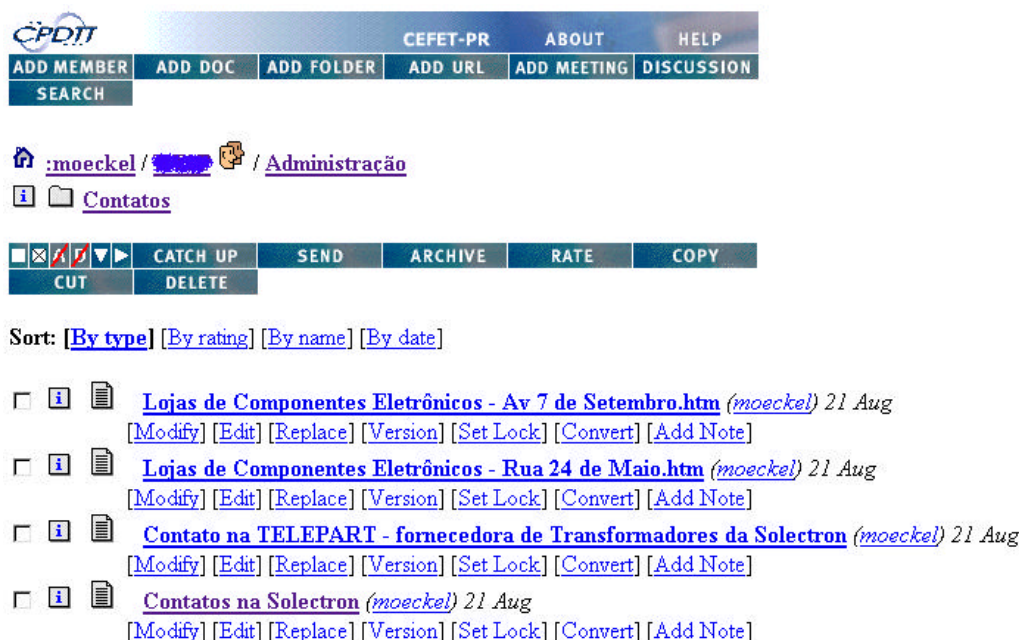 CPDTT
CEFET-PR ABOUT HELP
ADD MEMBER ADD DOC ADD FOLDER ADD URL ADD MEETING DISCUSSION
SEARCH
:moeckel / / Administração
Contatos
A D CATCH UP SEND ARCHIVE RATE COPY
CUT DELETE
Sort: [By type] [By rating] [By name] [By date]
Lojas de Componentes Eletrônicos - Av 7 de Setembro.htm (moeckel) 21 Aug
[Modify] [Edit] [Replace] [Version] [Set Lock] [Convert] [Add Note]
Lojas de Componentes Eletrônicos - Rua 24 de Maio.htm (moeckel) 21 Aug
[Modify] [Edit] [Replace] [Version] [Set Lock] [Convert] [Add Note]
Contato na TELEPART - fornecedora de Transformadores da Solectron (moeckel) 21 Aug
[Modify] [Edit] [Replace] [Version] [Set Lock] [Convert] [Add Note]
Contatos na Solectron (moeckel) 21 Aug
[Modify] [Edit] [Replace] [Version] [Set Lock] [Convert] [Add Note]